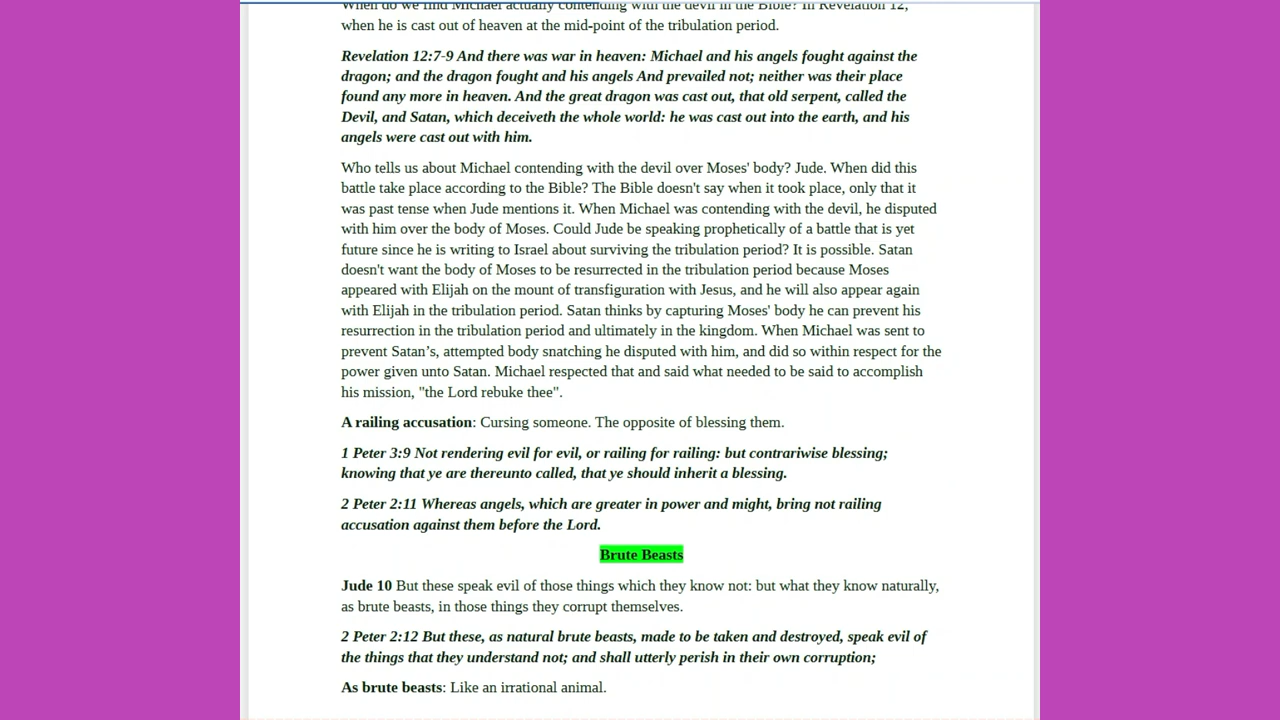 When do we find Michael actually contending with the devil in the Bible? In Revelation 12,
when he is cast out of heaven at the mid-point of the tribulation period.
Revelation 12:7-9 And there was war in heaven: Michael and his angels fought against the
dragon; and the dragon fought and his angels And prevailed not; neither was their place
found any more in heaven. And the great dragon was cast out, that old serpent, called the
Devil, and Satan, which deceiveth the whole world: he was cast out into the earth, and his
angels were cast out with him.
Who tells us about Michael contending with the devil over Moses' body? Jude. When did this
battle take place according to the Bible? The Bible doesn't say when it took place, only that it
was past tense when Jude mentions it. When Michael was contending with the devil, he disputed
with him over the body of Moses. Could Jude be speaking prophetically of a battle that is yet
future since he is writing to Israel about surviving the tribulation period? It is possible. Satan
doesn't want the body of Moses to be resurrected in the tribulation period because Moses
appeared with Elijah on the mount of transfiguration with Jesus, and he will also appear again
with Elijah in the tribulation period. Satan thinks by capturing Moses' body he can prevent his
resurrection in the tribulation period and ultimately in the kingdom. When Michael was sent to
prevent Satan’s, attempted body snatching he disputed with him, and did so within respect for the
power given unto Satan. Michael respected that and said what needed to be said to accomplish
his mission, "the Lord rebuke thee".
A railing accusation: Cursing someone. The opposite of blessing them.
1 Peter 3:9 Not rendering evil for evil, or railing for railing: but contrariwise blessing;
knowing that ye are thereunto called, that ye should inherit a blessing.
2 Peter 2:11 Whereas angels, which are greater in power and might, bring not railing
accusation against them before the Lord.
Brute Beasts
Jude 10 But these speak evil of those things which they know not: but what they know naturally,
as brute beasts, in those things they corrupt themselves.
2 Peter 2:12 But these, as natural brute beasts, made to be taken and destroyed, speak evil of
the things that they understand not; and shall utterly perish in their own corruption;
As brute beasts: Like an irrational animal.